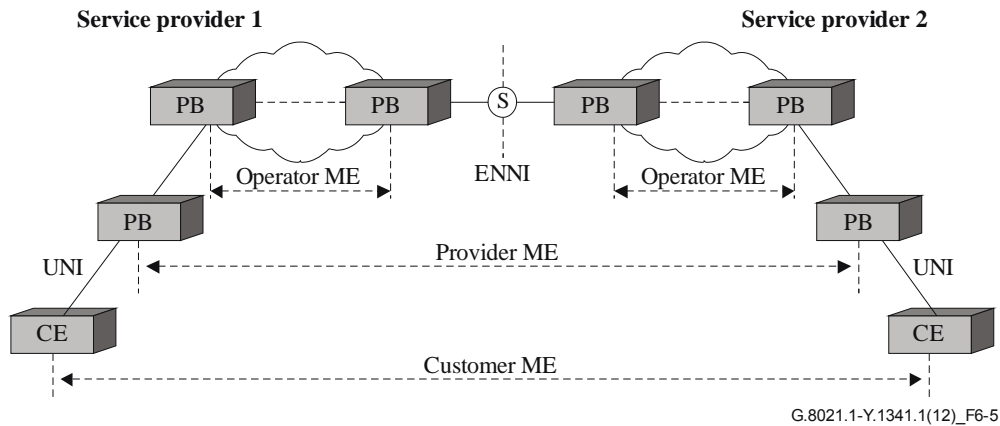 Service provider 1
Service provider 2
PB
PB
S
PB
PB
Operator ME
ENNI
Operator ME
PB
PB
UNI
Provider ME
UNI
CE
CE
Customer ME
G.8021.1-Y.1341.1(12)_F6-5